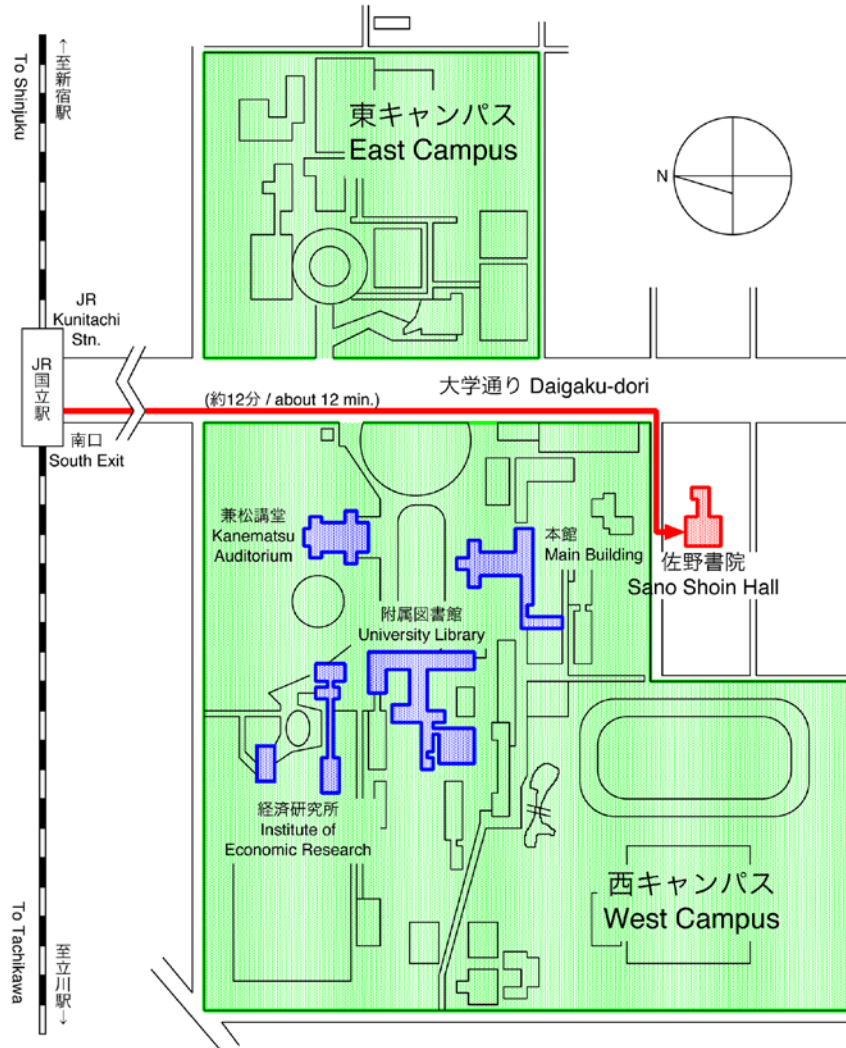 ↑至新宿駅
To Shinjuku
東キャンパス
East Campus
N
JR
Kunitachi
Stn.
JR国立駅
大学通り Daigaku-dori
(約12分 / about 12 min.)
南口
South Exit
兼松講堂
Kanematsu
Auditorium
本館
Main Building
佐野書院
Sano Shoin Hall
附属図書館
University Library
経済研究所
Institute of
Economic Research
西キャンパス
West Campus
To Tachikawa
至立川駅↓